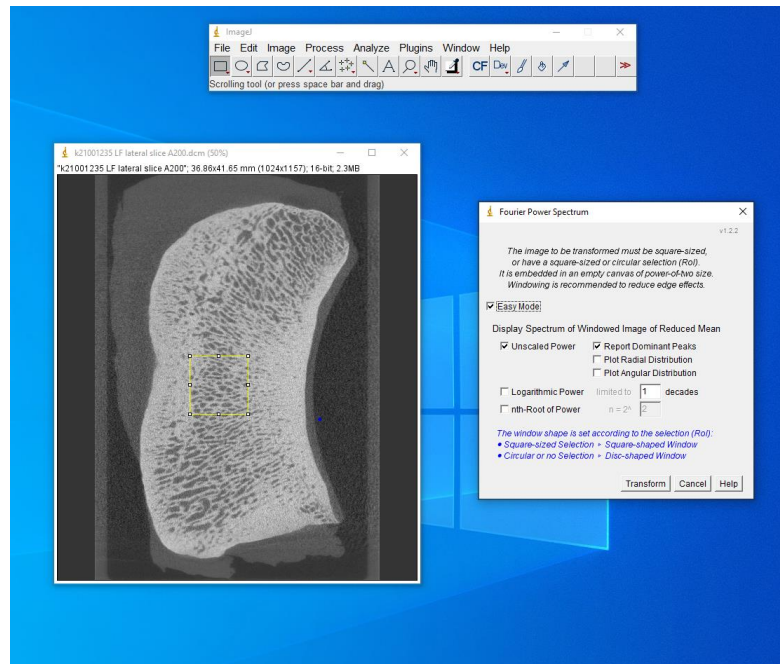 ImageJ
File Edit Image Process Analyze Plugins Window Help
A CF Dev
Scrolling tool (or press space bar and drag)
k21001235 LF lateral slice A200.dcm (50%)
"k21001235 LF lateral slice A200"; 36.86x41.65 mm (1024x1157); 16-bit; 2.3MB
Fourier Power Spectrum
v1.2.2
The image to be transformed must be square-sized,
or have a square-sized or circular selection (RoI).
It is embedded in an empty canvas of power-of-two size.
Windowing is recommended to reduce edge effects.
Easy Mode
Display Spectrum of Windowed Image of Reduced Mean
Unscaled Power Report Dominant Peaks
Plot Radial Distribution
Plot Angular Distribution
Logarithmic Power limited to 1 decades
nth-Root of Power n = 2^ 2
The window shape is set according to the selection (RoI):
• Square-sized Selection ▸ Square-shaped Window
• Circular or no Selection ▸ Disc-shaped Window
Transform Cancel Help